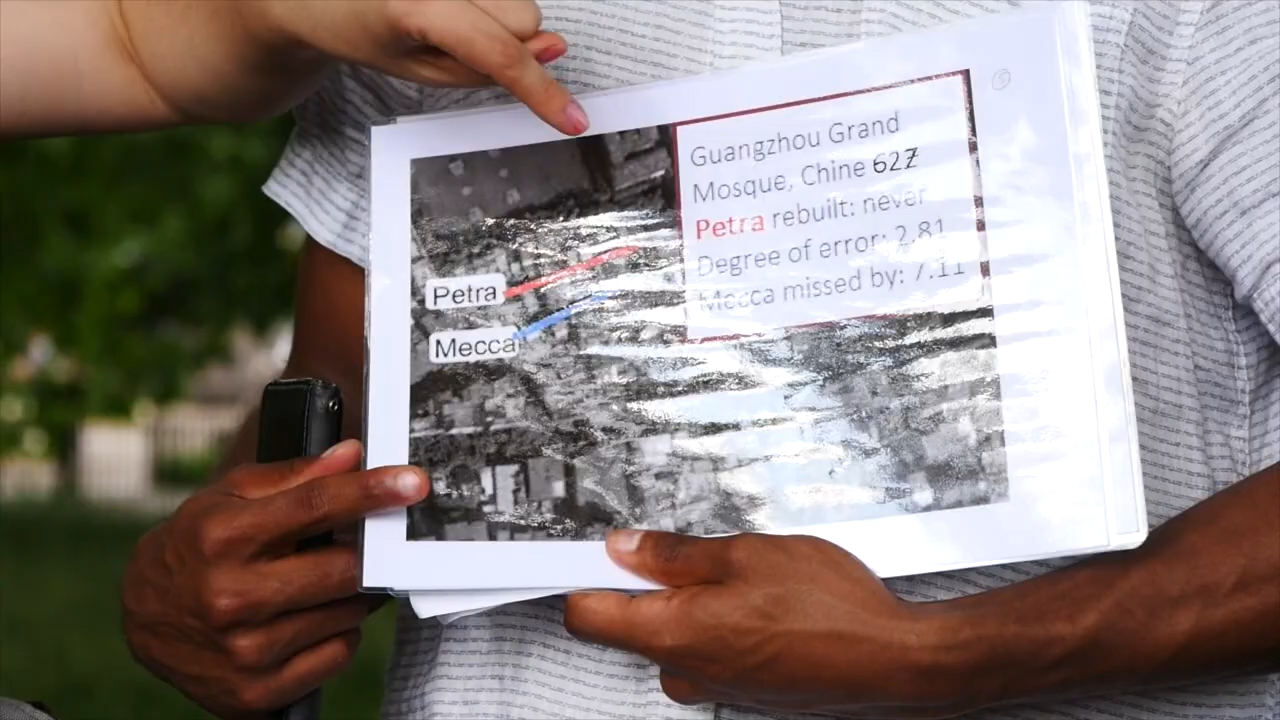 Guangzhou Grand
Mosque, Chine 627
Petra rebuilt: never
Degree of error: 2.81
Mecca missed by: 7.11
Petra
Mecca